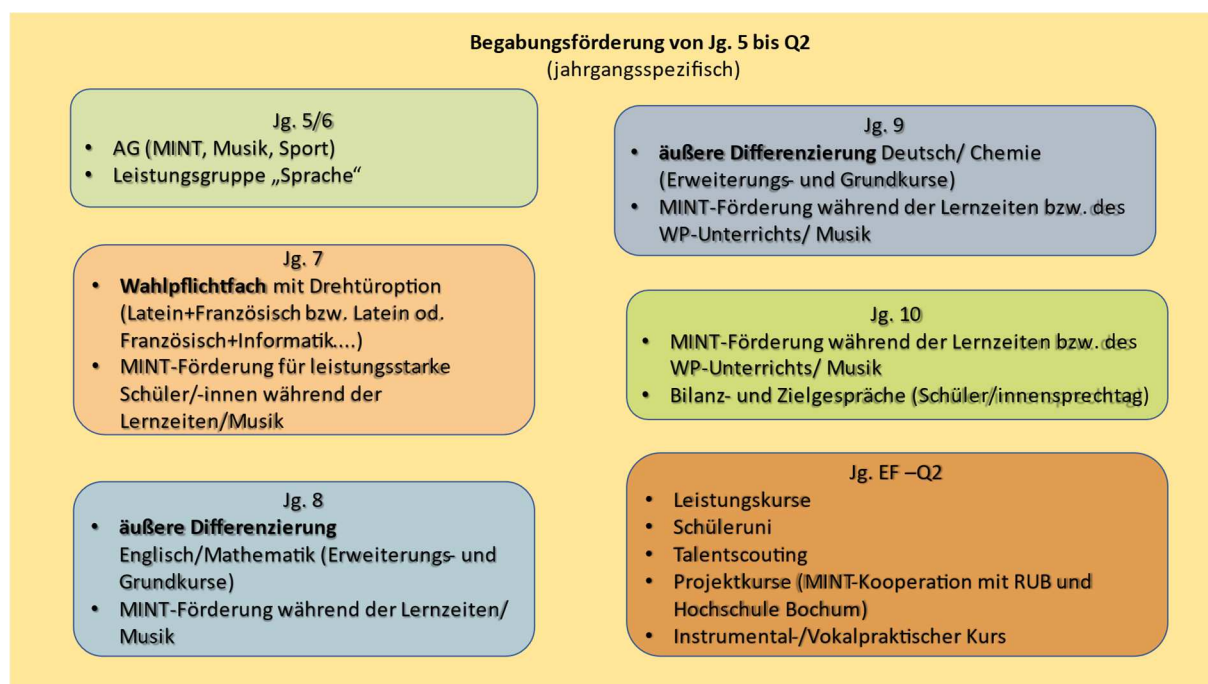 Begabungsförderung von Jg. 5 bis Q2
(jahrgangsspezifisch)
Jg. 5/6
• AG (MINT, Musik, Sport)
• Leistungsgruppe „Sprache“
Jg. 7
• Wahlpflichtfach mit Drehtüroption
(Latein+Französisch bzw. Latein od.
Französisch+Informatik....)
• MINT-Förderung für leistungsstarke
Schüler/-innen während der
Lernzeiten/Musik
Jg. 8
• äußere Differenzierung
Englisch/Mathematik (Erweiterungs- und
Grundkurse)
• MINT-Förderung während der Lernzeiten/
Musik
Jg. 9
• äußere Differenzierung Deutsch/ Chemie
(Erweiterungs- und Grundkurse)
• MINT-Förderung während der Lernzeiten bzw. des
WP-Unterrichts/ Musik
Jg. 10
• MINT-Förderung während der Lernzeiten bzw. des
WP-Unterrichts/ Musik
• Bilanz- und Zielgespräche (Schüler/innensprechtag)
Jg. EF –Q2
• Leistungskurse
• Schüleruni
• Talentscouting
• Projektkurse (MINT-Kooperation mit RUB und
Hochschule Bochum)
• Instrumental-/Vokalpraktischer Kurs